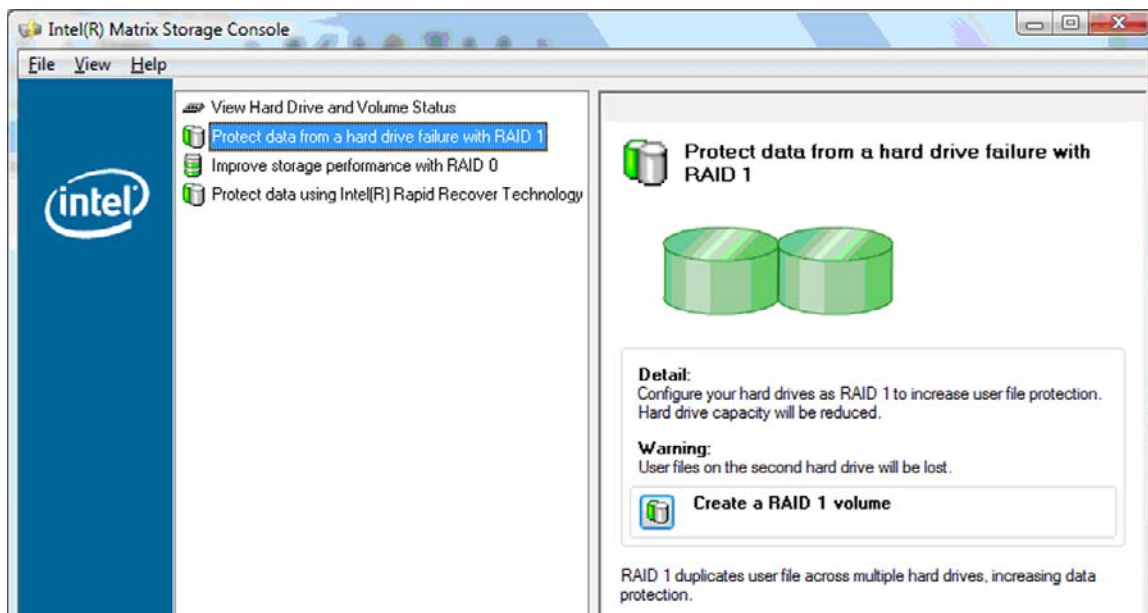 Intel(R) Matrix Storage Console
File View Help
intel
View Hard Drive and Volume Status
Protect data from a hard drive failure with RAID 1
Improve storage performance with RAID 0
Protect data using Intel(R) Rapid Recover Technology
Protect data from a hard drive failure with
RAID 1
Detail:
Configure your hard drives as RAID 1 to increase user file protection.
Hard drive capacity will be reduced.
Warning:
User files on the second hard drive will be lost.
Create a RAID 1 volume
RAID 1 duplicates user file across multiple hard drives, increasing data
protection.